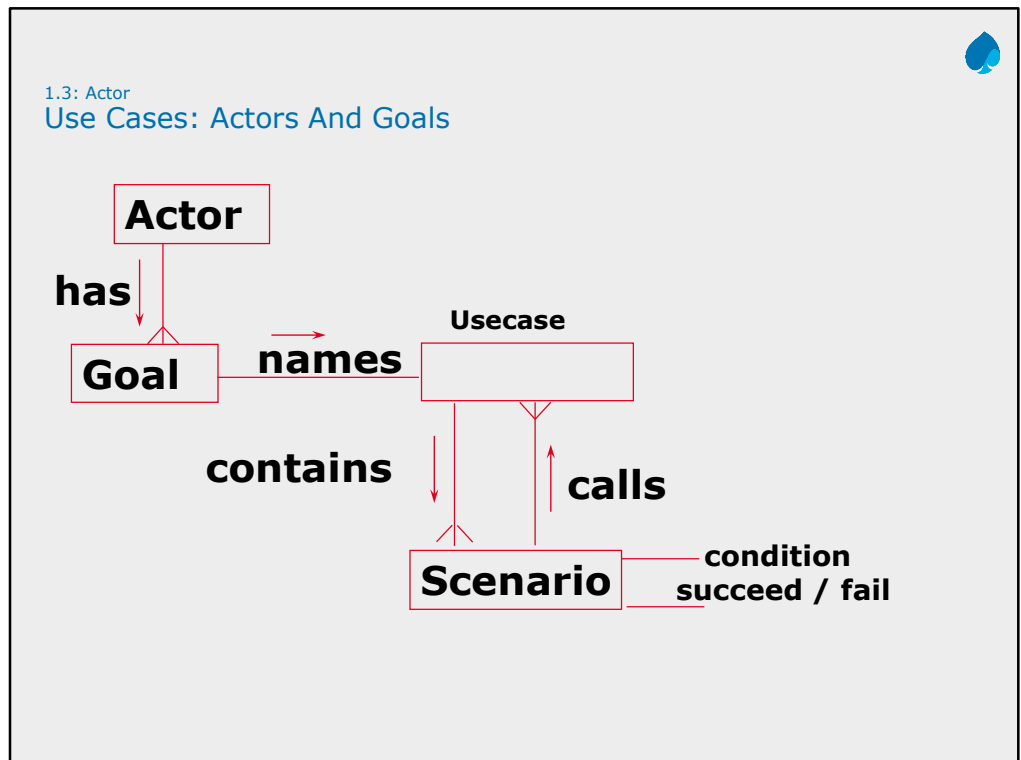 1.3: Actor
Use Cases: Actors And Goals
Actor
has
Usecase
Goal
names
contains
calls
Scenario
condition
succeed / fail